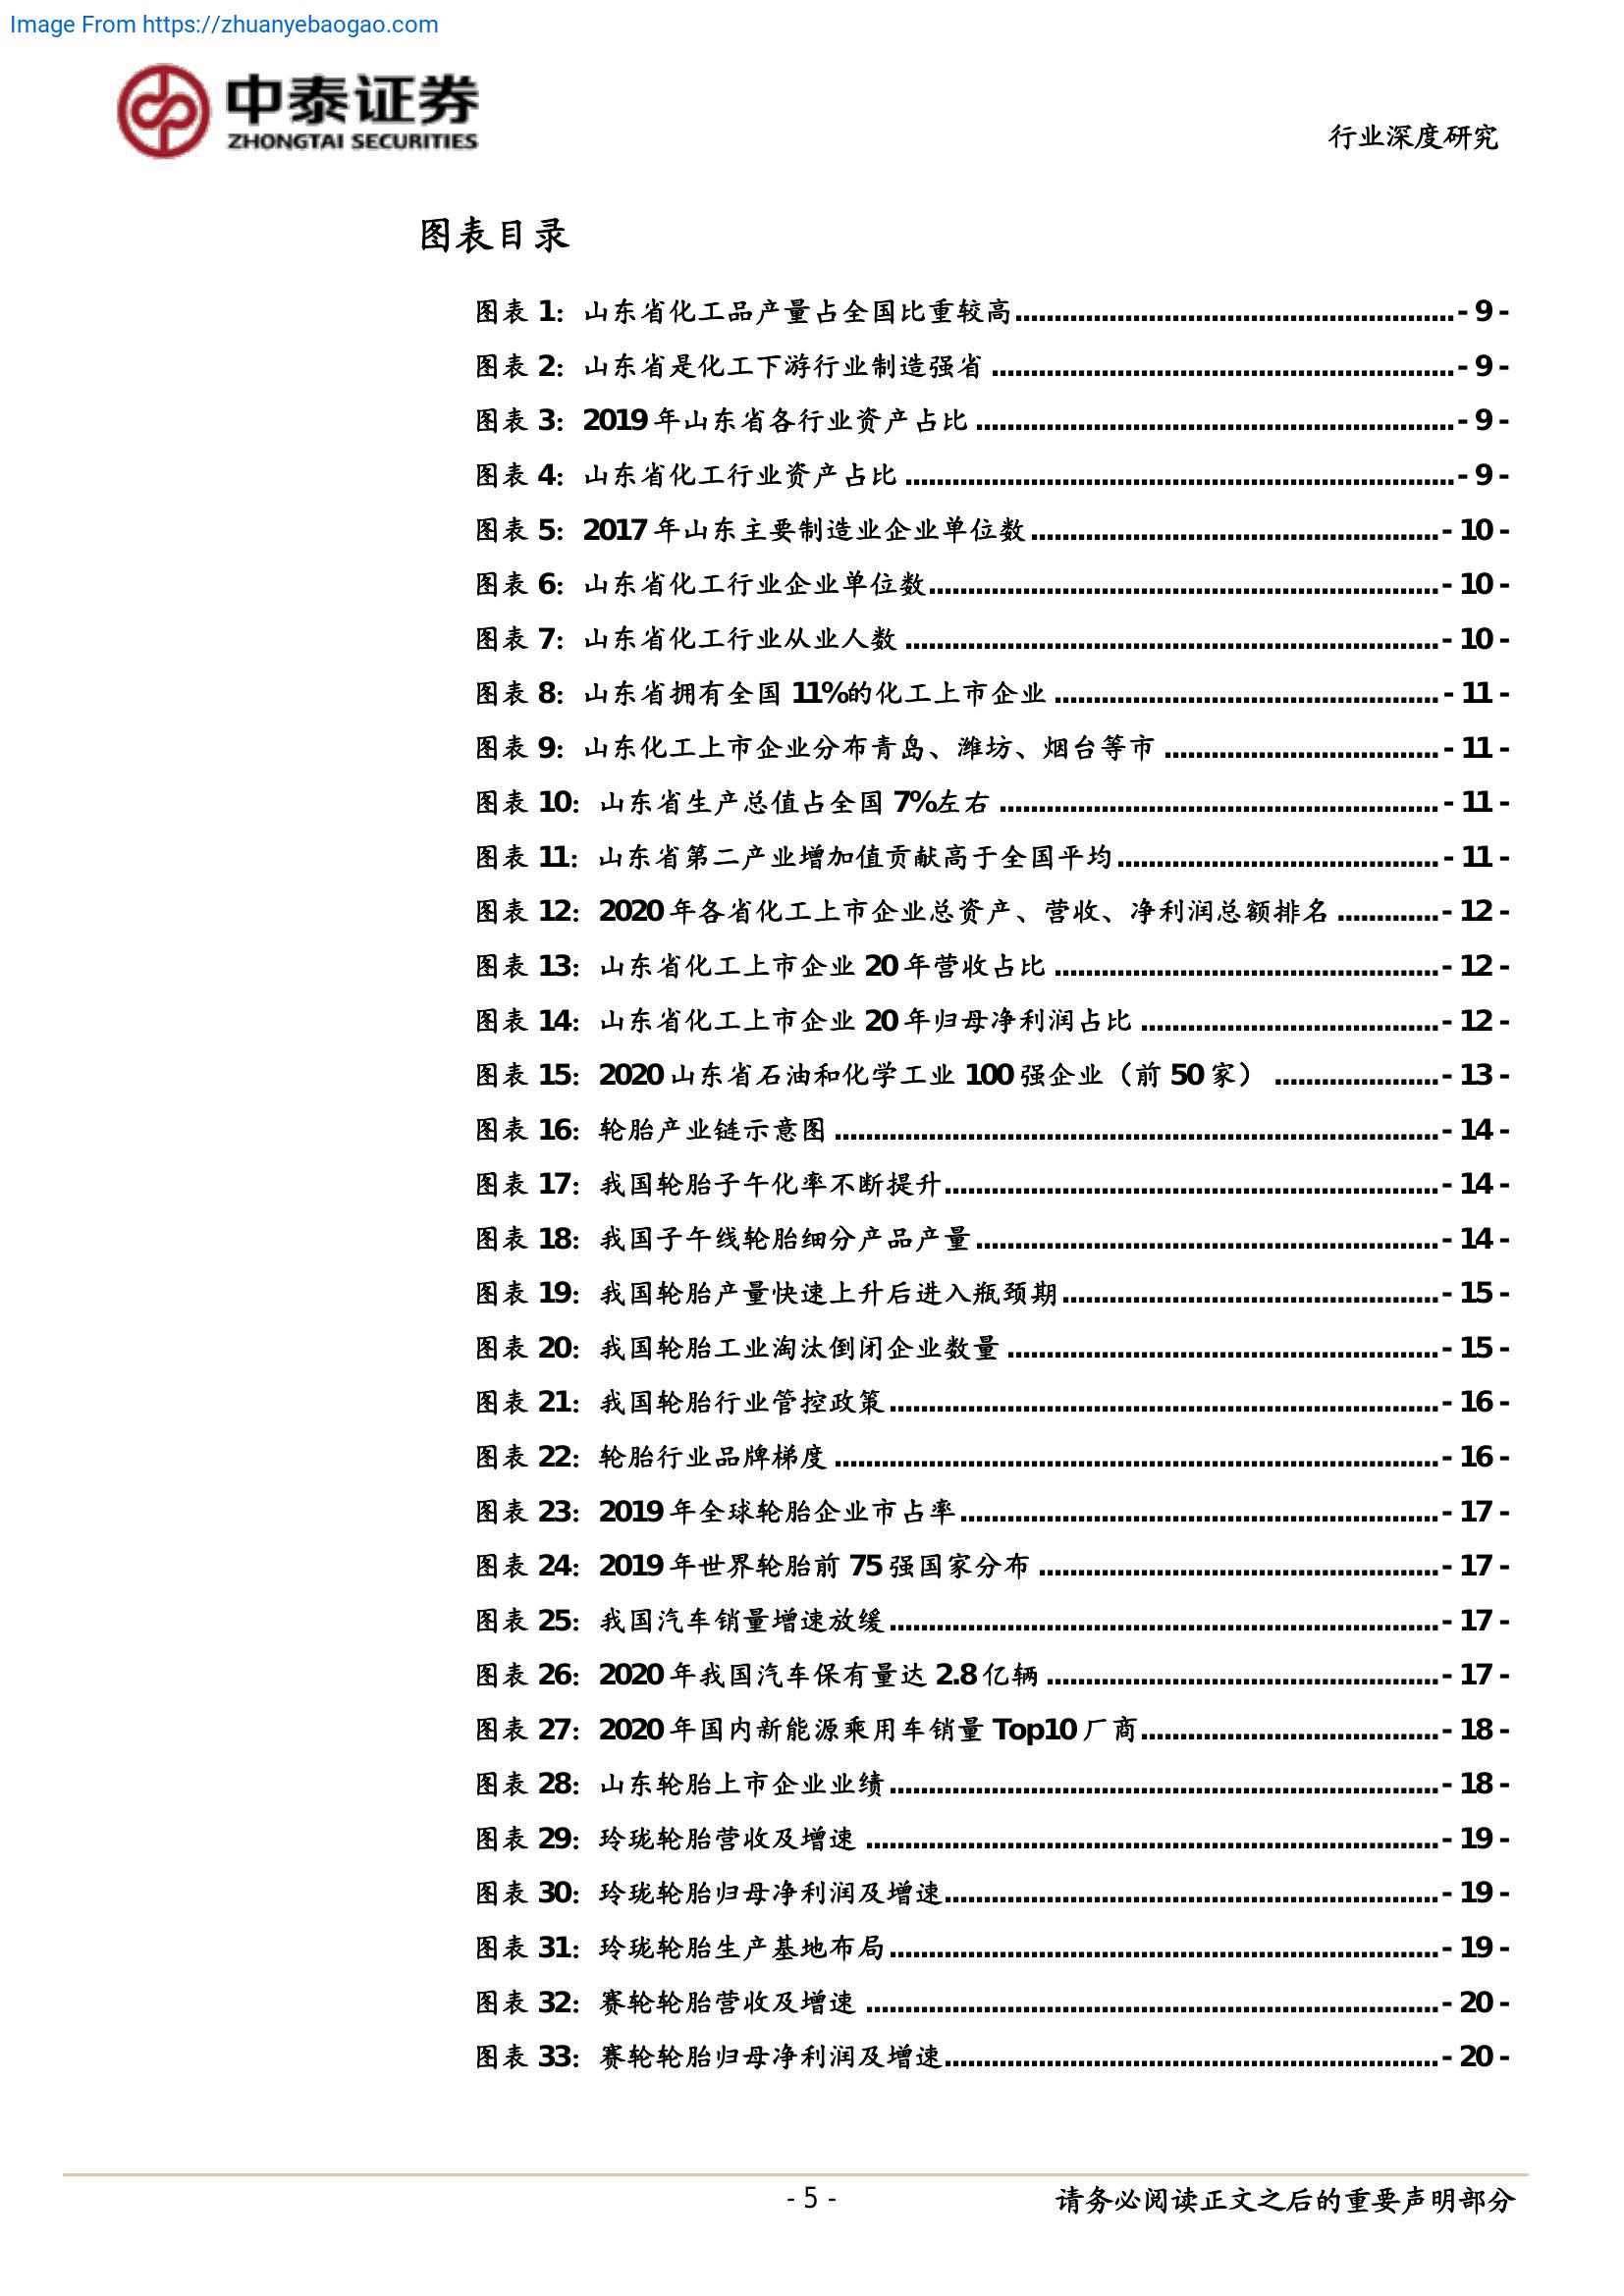 Image From https://zhuanyebaogao.com
中泰证券
ZHONGTAI SECURITIES
行业深度研究
图表目录
图表 1：山东省化工品产量占全国比重较高........................................................- 9 -
图表 2：山东省是化工下游行业制造强省 ...........................................................- 9 -
图表 3：2019 年山东省各行业资产占比 .............................................................- 9 -
图表 4：山东省化工行业资产占比 ......................................................................- 9 -
图表 5：2017 年山东主要制造业企业单位数....................................................- 10 -
图表 6：山东省化工行业企业单位数.................................................................- 10 -
图表 7：山东省化工行业从业人数 ....................................................................- 10 -
图表 8：山东省拥有全国 11%的化工上市企业 .................................................- 11 -
图表 9：山东化工上市企业分布青岛、潍坊、烟台等市 ...................................- 11 -
图表 10：山东省生产总值占全国 7%左右 ........................................................- 11 -
图表 11：山东省第二产业增加值贡献高于全国平均.........................................- 11 -
图表 12：2020 年各省化工上市企业总资产、营收、净利润总额排名 .............- 12 -
图表 13：山东省化工上市企业 20 年营收占比 .................................................- 12 -
图表 14：山东省化工上市企业 20 年归母净利润占比 ......................................- 12 -
图表 15：2020 山东省石油和化学工业 100 强企业（前 50 家） .....................- 13 -
图表 16：轮胎产业链示意图 .............................................................................- 14 -
图表 17：我国轮胎子午化率不断提升...............................................................- 14 -
图表 18：我国子午线轮胎细分产品产量...........................................................- 14 -
图表 19：我国轮胎产量快速上升后进入瓶颈期................................................- 15 -
图表 20：我国轮胎工业淘汰倒闭企业数量 .......................................................- 15 -
图表 21：我国轮胎行业管控政策......................................................................- 16 -
图表 22：轮胎行业品牌梯度 .............................................................................- 16 -
图表 23：2019 年全球轮胎企业市占率.............................................................- 17 -
图表 24：2019 年世界轮胎前 75 强国家分布 ...................................................- 17 -
图表 25：我国汽车销量增速放缓......................................................................- 17 -
图表 26：2020 年我国汽车保有量达 2.8 亿辆 ..................................................- 17 -
图表 27：2020 年国内新能源乘用车销量 Top10 厂商......................................- 18 -
图表 28：山东轮胎上市企业业绩......................................................................- 18 -
图表 29：玲珑轮胎营收及增速 .........................................................................- 19 -
图表 30：玲珑轮胎归母净利润及增速...............................................................- 19 -
图表 31：玲珑轮胎生产基地布局......................................................................- 19 -
图表 32：赛轮轮胎营收及增速 .........................................................................- 20 -
图表 33：赛轮轮胎归母净利润及增速...............................................................- 20 -
- 5 -
请务必阅读正文之后的重要声明部分